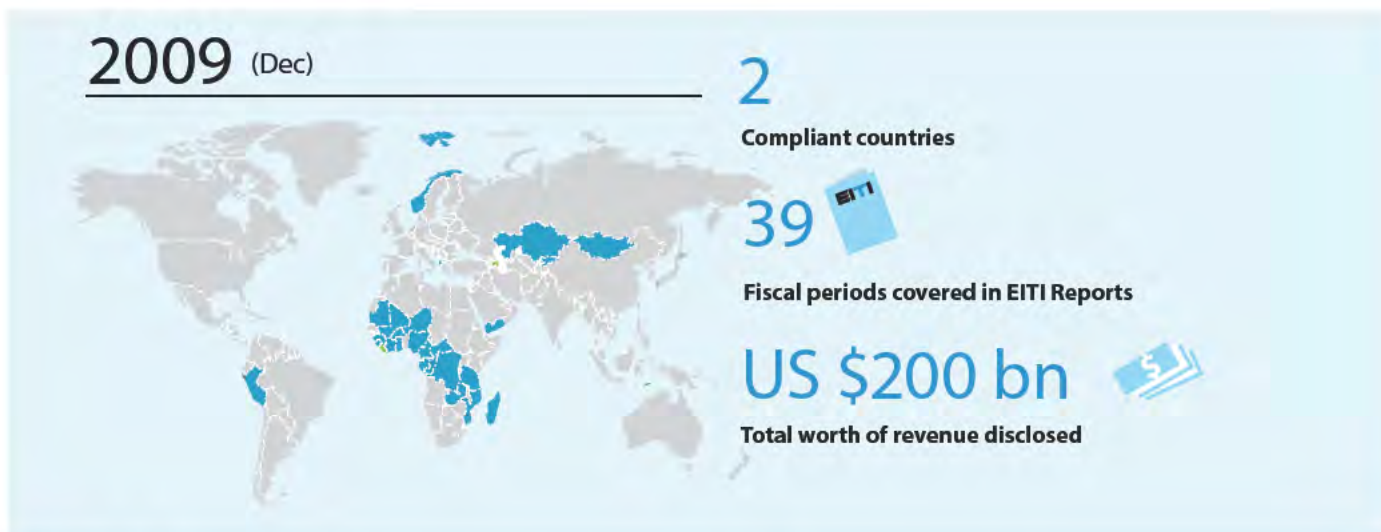 2009 (Dec)
2
Compliant countries
39
EITI
Fiscal periods covered in EITI Reports
US $200 bn
$
Total worth of revenue disclosed